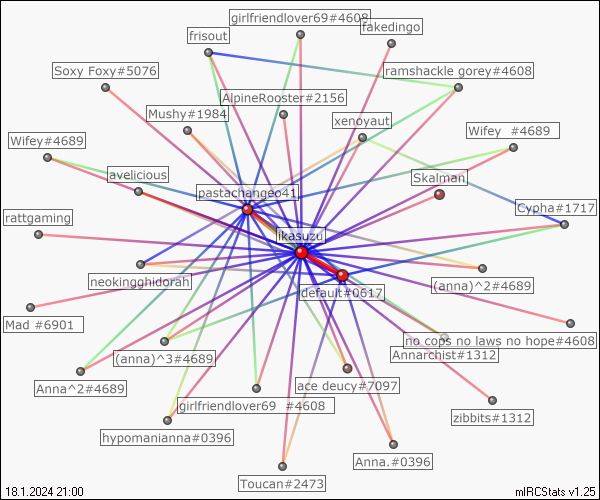 girlfriendlover69#4608
fakedingo
frisout
Soxy Foxy#5076
ramshackle gorey#4608
AlpineRooster#2156
Mushy#1984
xenoyaut
Wifey #4689
Wifey#4689
avelicious
Skalman
pastachangeo41
Cypha#1717
rattgaming
ikasuzu
neokingghidorah
(anna)^2#4689
default#0617
Mad #6901
no cops no laws no hope#4608
(anna)^3#4689
Annarchist#1312
Anna^2#4689
ace deucy#7097
girlfriendlover69 #4608
zibbits#1312
hypomanianna#0396
Anna.#0396
Toucan#2473
18.1.2024 21:00
mIRCStats v1.25